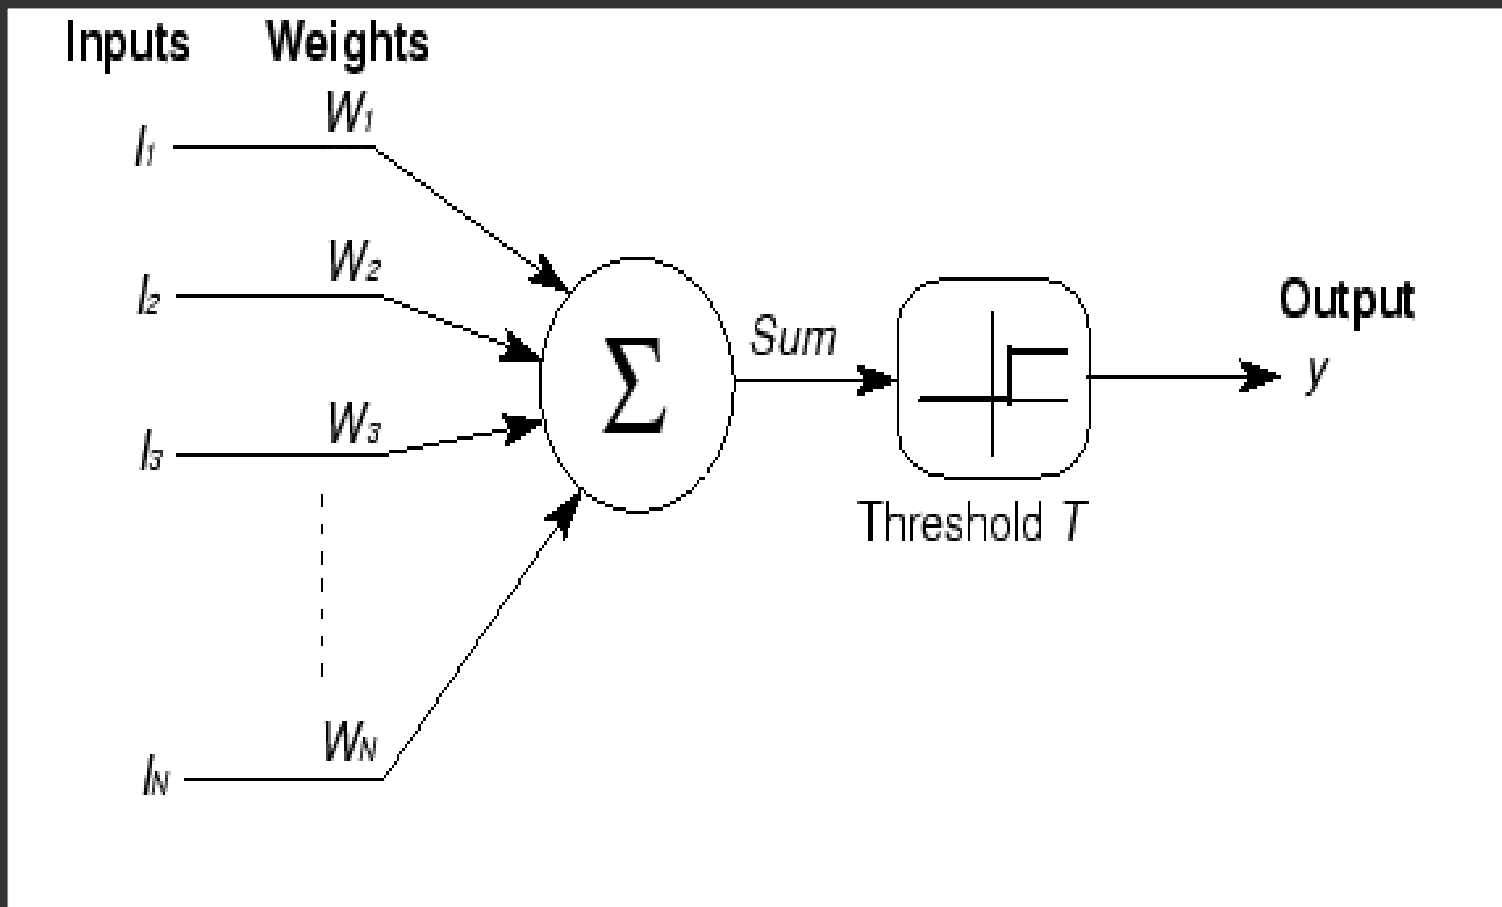 Inputs Weights
W1
I1
W2
I2
Σ
Sum
Output
y
W3
I3
Threshold T
WN
IN